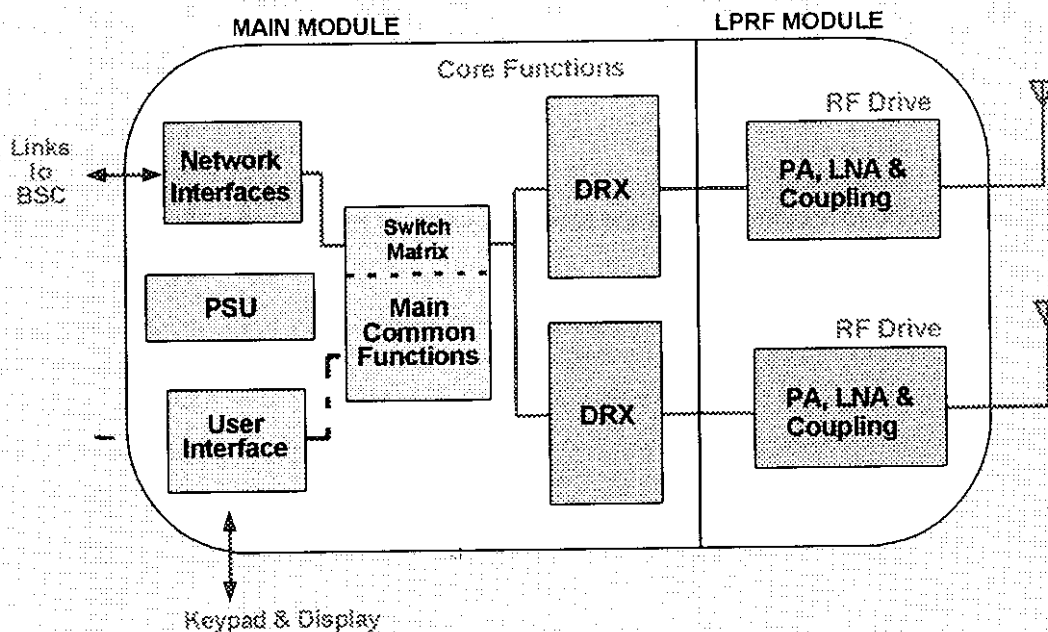 MAIN MODULE
LPRF MODULE
Core Functions
RF Drive
Links
to
BSC
Network
Interfaces
DRX
PA, LNA &
Coupling
Switch
Matrix
PSU
Main
Common
Functions
RF Drive
User
Interface
DRX
PA, LNA &
Coupling
Keypad & Display